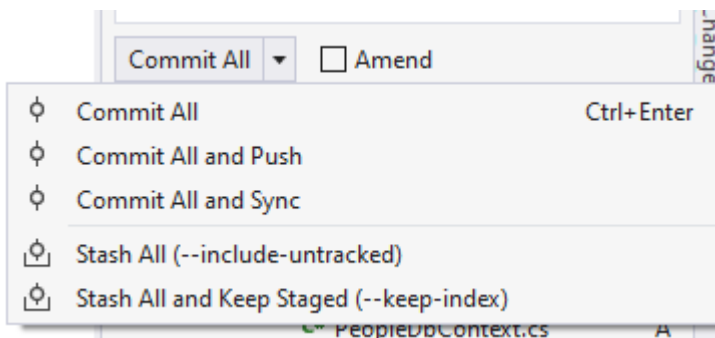 Commit All
Amend
Change
Commit All Ctrl+Enter
Commit All and Push
Commit All and Sync
Stash All (--include-untracked)
Stash All and Keep Staged (--keep-index)
PeopleDbContext.cs A